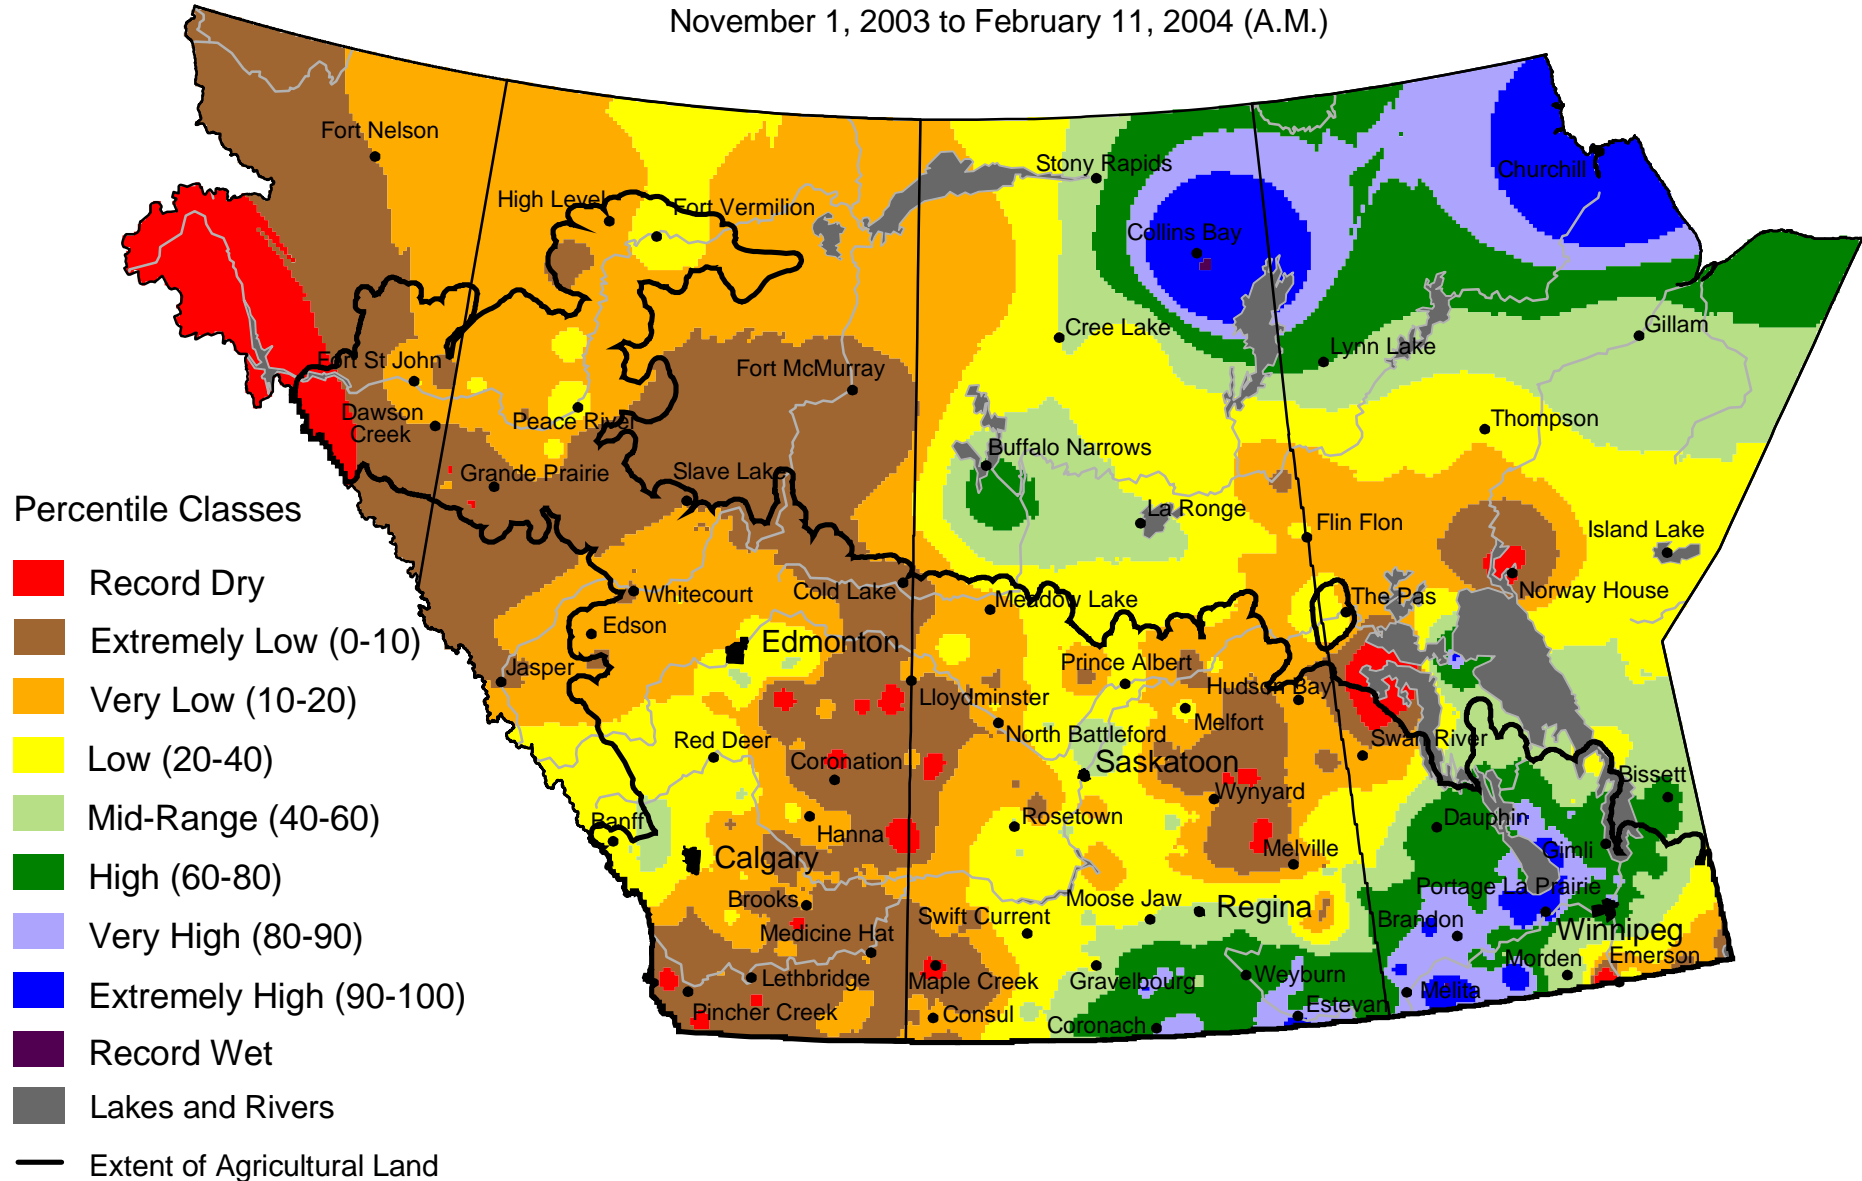 November 1, 2003 to February 11, 2004 (A.M.)
Fort Nelson
Stony Rapids
Churchill
High Level
Fort Vermilion
Collins Bay
Gillam
Cree Lake
Lynn Lake
Fort St John
Fort McMurray
Dawson
Creek
Peace River
Thompson
Buffalo Narrows
Grande Prairie
Slave Lake
La Ronge
Flin Flon
Island Lake
Whitecourt
Cold Lake
Meadow Lake
The Pas
Norway House
Edson
Edmonton
Jasper
Prince Albert
Hudson Bay
Lloydminster
Melfort
North Battleford
Red Deer
Swan River
Coronation
Saskatoon
Bissett
Wynyard
Banff
Hanna
Rosetown
Dauphin
Calgary
Melville
Gimli
Brooks
Moose Jaw
Portage La Prairie
Swift Current
Regina
Brandon
Medicine Hat
Winnipeg
Lethbridge
Maple Creek
Gravelbourg
Weyburn
Morden
Emerson
Pincher Creek
Consul
Coronach
Estevan
Melita
Percentile Classes
Record Dry
Extremely Low (0-10)
Very Low (10-20)
Low (20-40)
Mid-Range (40-60)
High (60-80)
Very High (80-90)
Extremely High (90-100)
Record Wet
Lakes and Rivers
Extent of Agricultural Land